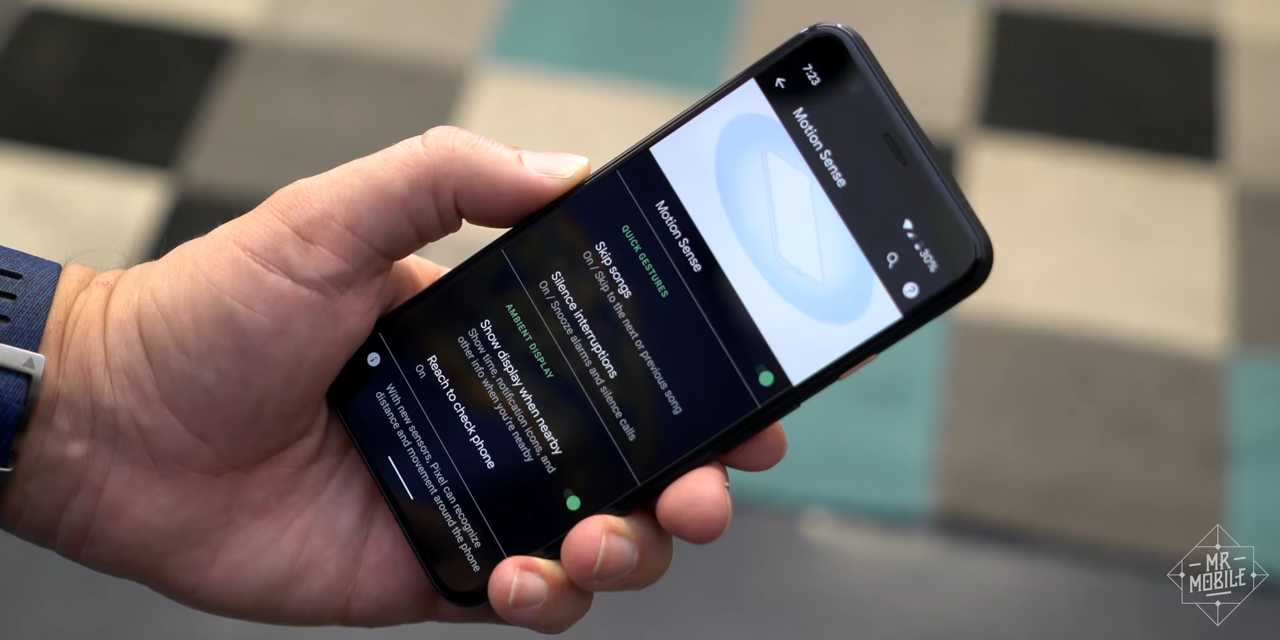 7:23
30%
Motion Sense
Motion Sense
QUICK GESTURES
Skip songs
On / Skip to the next or previous song
Silence interruptions
On / Snooze alarms and silence calls
AMBIENT DISPLAY
Show display when nearby
Show time, notification icons, and
other info when you're nearby
Reach to check phone
On
With new sensors, Pixel can recognize
distance and movement around the phone
MR
MOBILE